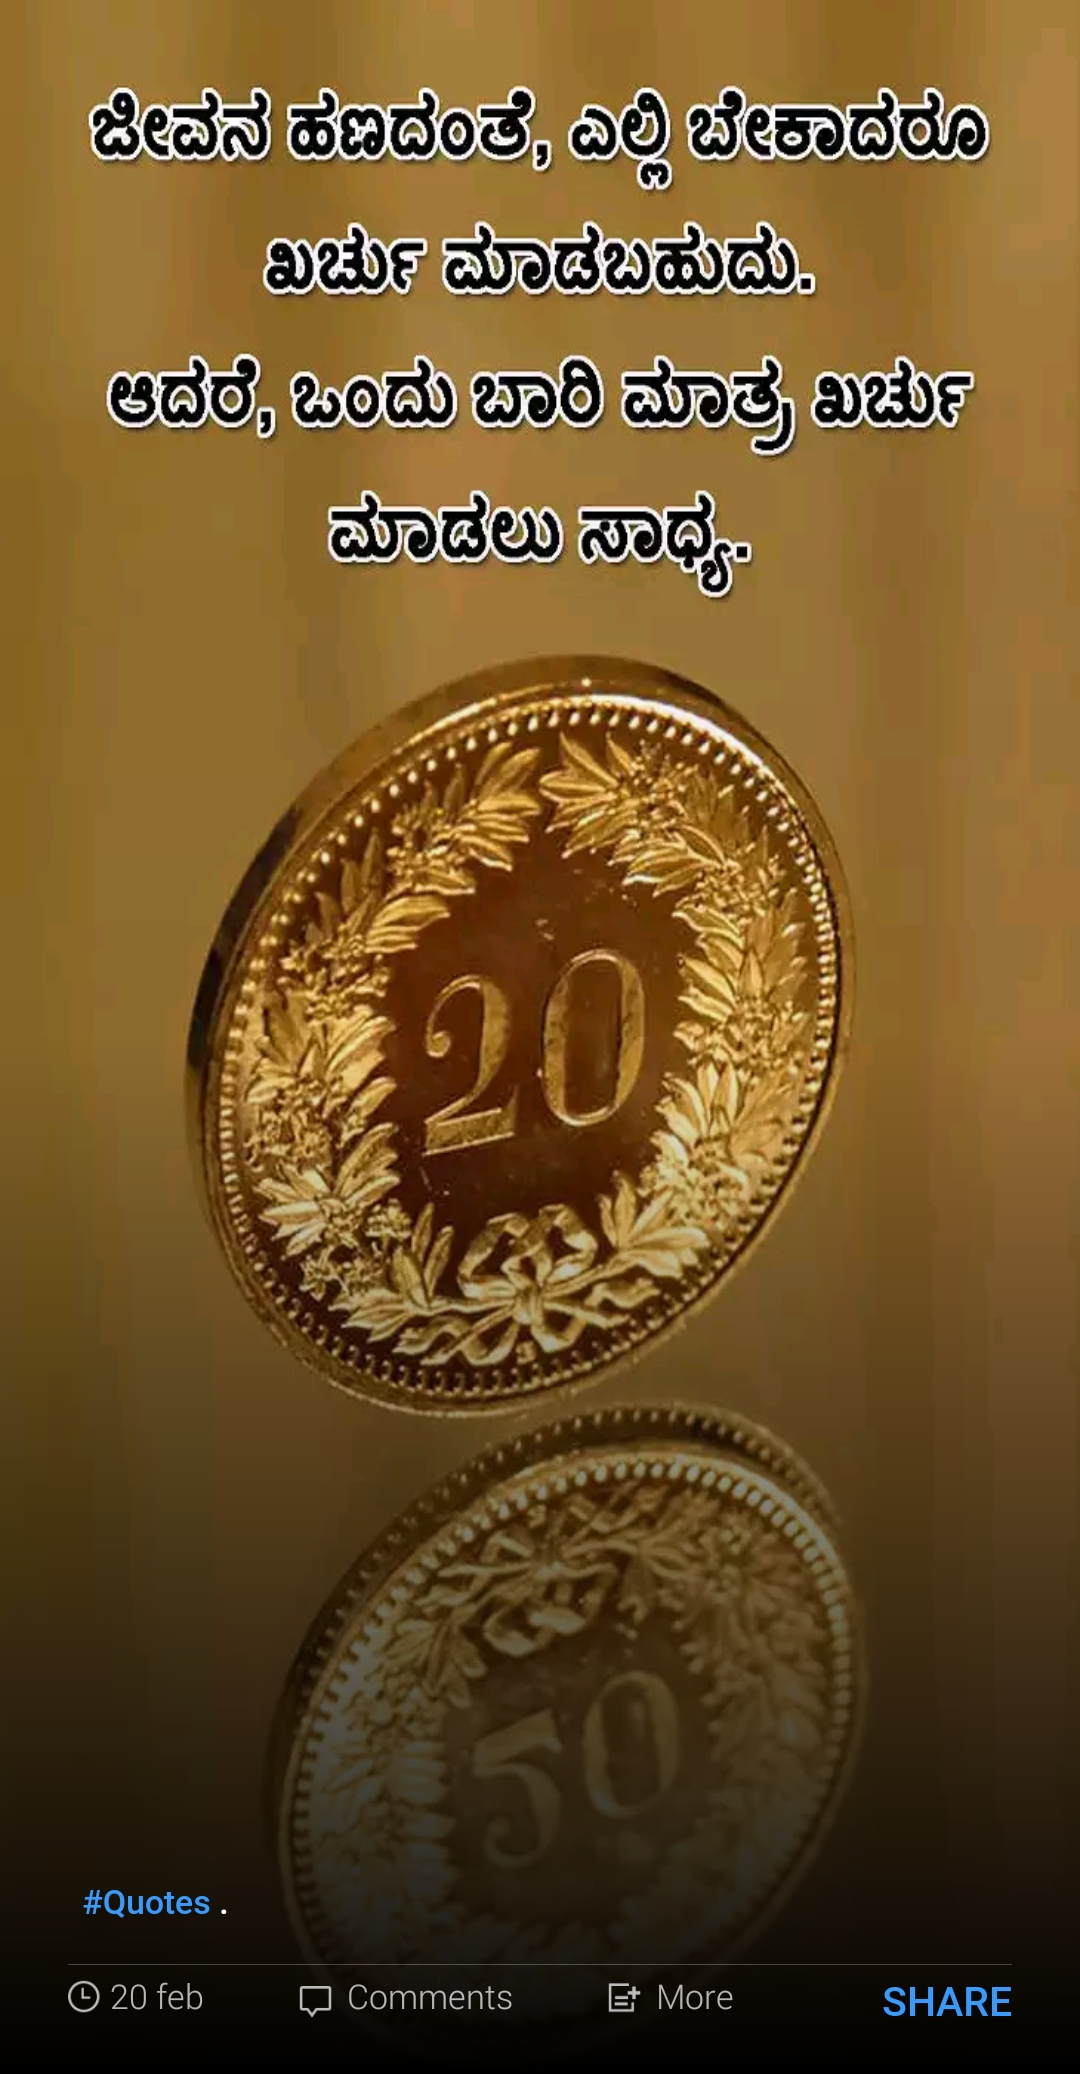 ಜೀವನ ಹಣದಂತೆ, ಎಲ್ಲಿ ಬೇಕಾದರೂ
ಖರ್ಚು ಮಾಡಬಹುದು.
ಆದರೆ, ಒಂದು ಬಾರಿ ಮಾತ್ರ ಖರ್ಚು
ಮಾಡಲು ಸಾಧ್ಯ.
20
50
#Quotes .
20 feb Comments More SHARE